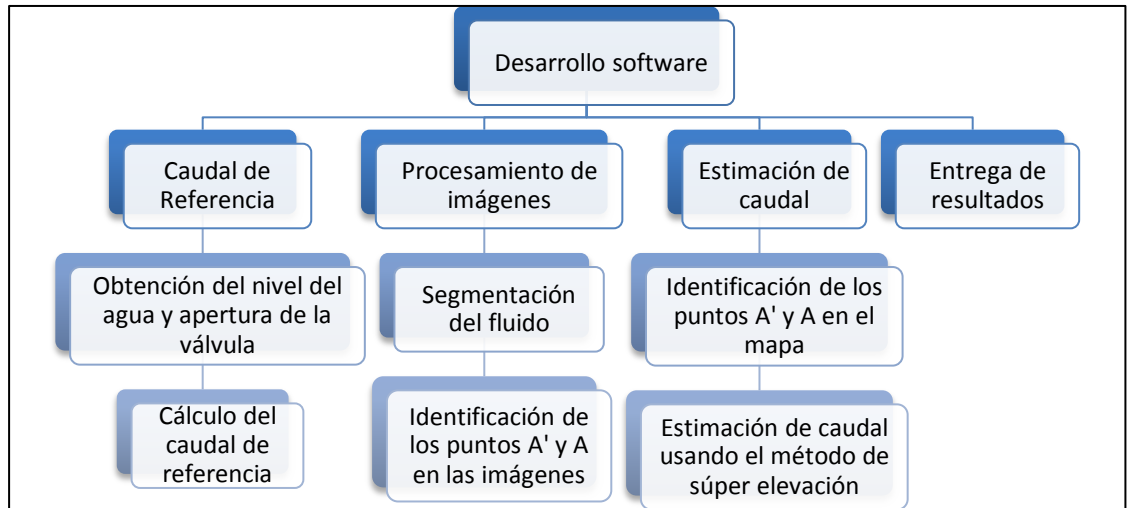 Desarrollo software
Caudal de
Referencia
Procesamiento de
imágenes
Estimación de
caudal
Entrega de
resultados
Obtención del nivel del
agua y apertura de la
válvula
Segmentación
del fluido
Identificación de los
puntos A' y A en el
mapa
Cálculo del
caudal de
referencia
Identificación de
los puntos A' y A
en las imágenes
Estimación de caudal
usando el método de
súper elevación